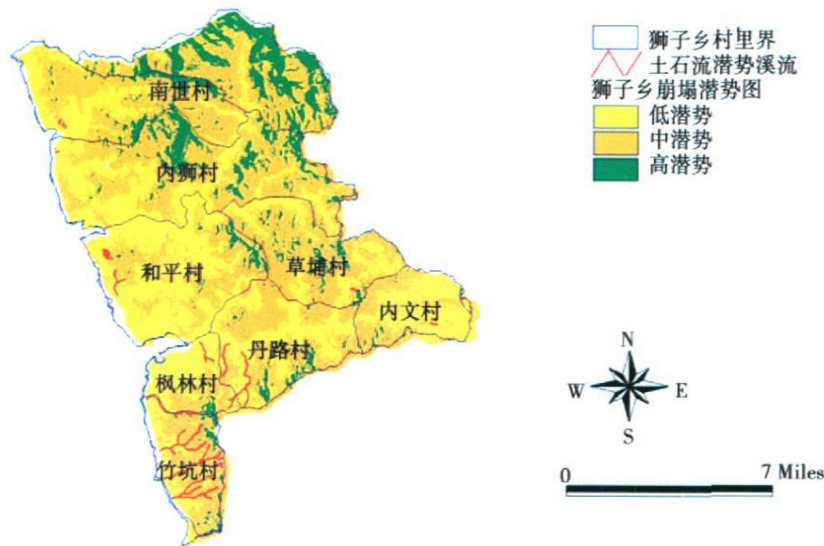 狮子乡村里界
土石流潜势溪流
狮子乡崩塌潜势图
低潜势
中潜势
高潜势
南世村
内狮村
和平村
草埔村
内文村
丹路村
枫林村
竹坑村
N
W E
S
0 7 Miles